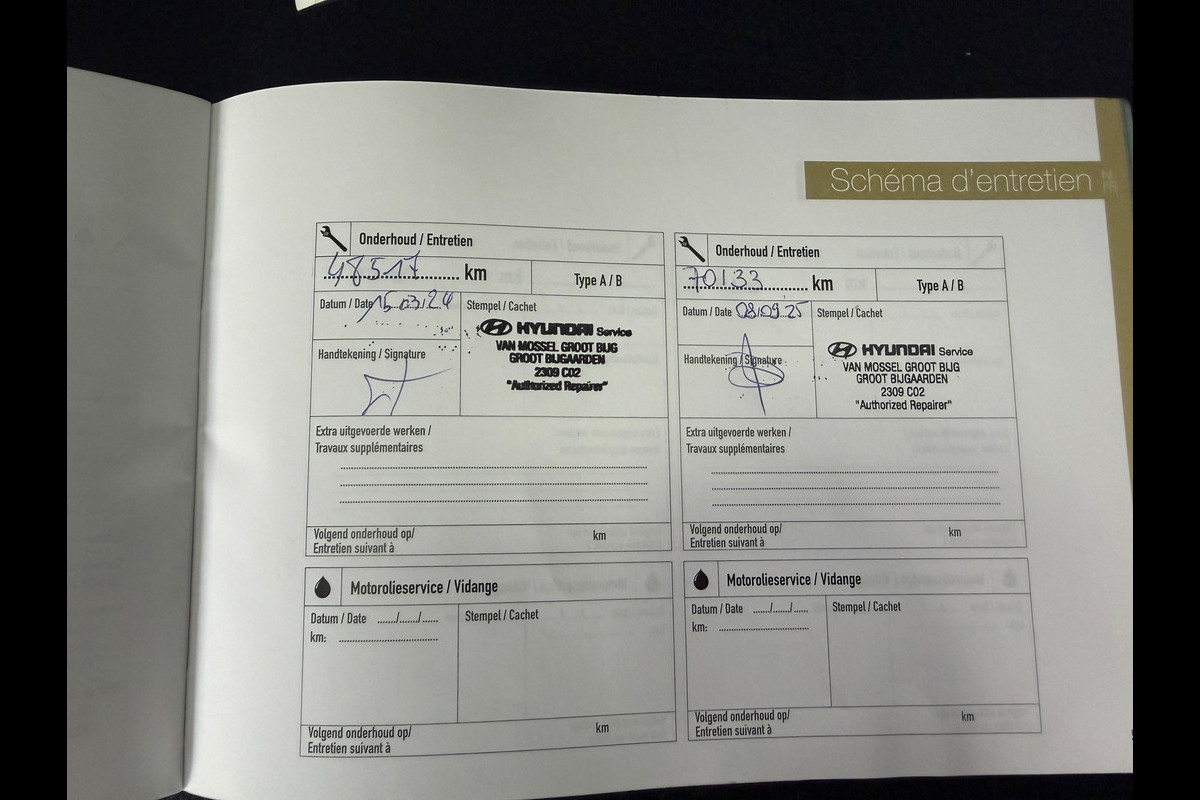 Schéma d'entretien
NL
FR
Onderhoud / Entretien
48517 km
Type A / B
Datum / Date 15.03.24
Stempel / Cachet
HYUNDAI Service
VAN MOSSEL GROOT BIJG
GROOT BIJGAARDEN
2309 C02
"Authorized Repairer"
Handtekening / Signature
Extra uitgevoerde werken /
Travaux supplémentaires
Volgend onderhoud op/
Entretien suivant à
km
Onderhoud / Entretien
70133 km
Type A / B
Datum / Date 08.09.25
Stempel / Cachet
HYUNDAI Service
VAN MOSSEL GROOT BIJG
GROOT BIJGAARDEN
2309 C02
"Authorized Repairer"
Handtekening / Signature
Extra uitgevoerde werken /
Travaux supplémentaires
Volgend onderhoud op/
Entretien suivant à
km
Motorolieservice / Vidange
Datum / Date ....../....../......
Stempel / Cachet
km: ..............................
Volgend onderhoud op/
Entretien suivant à
km
Motorolieservice / Vidange
Datum / Date ....../....../......
Stempel / Cachet
km: ..............................
Volgend onderhoud op/
Entretien suivant à
km